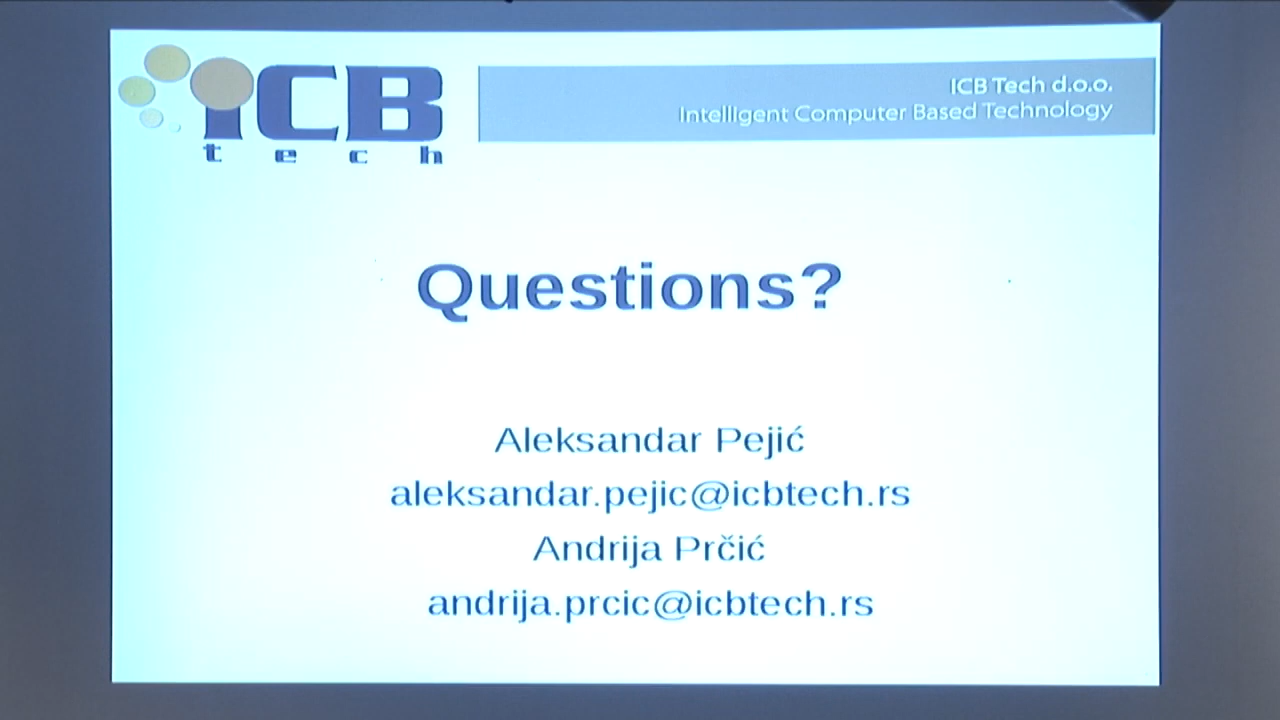 iCB
tech
ICB Tech d.o.o.
Intelligent Computer Based Technology
Questions?
Aleksandar Pejić
aleksandar.pejic@icbtech.rs
Andrija Prčić
andrija.prcic@icbtech.rs